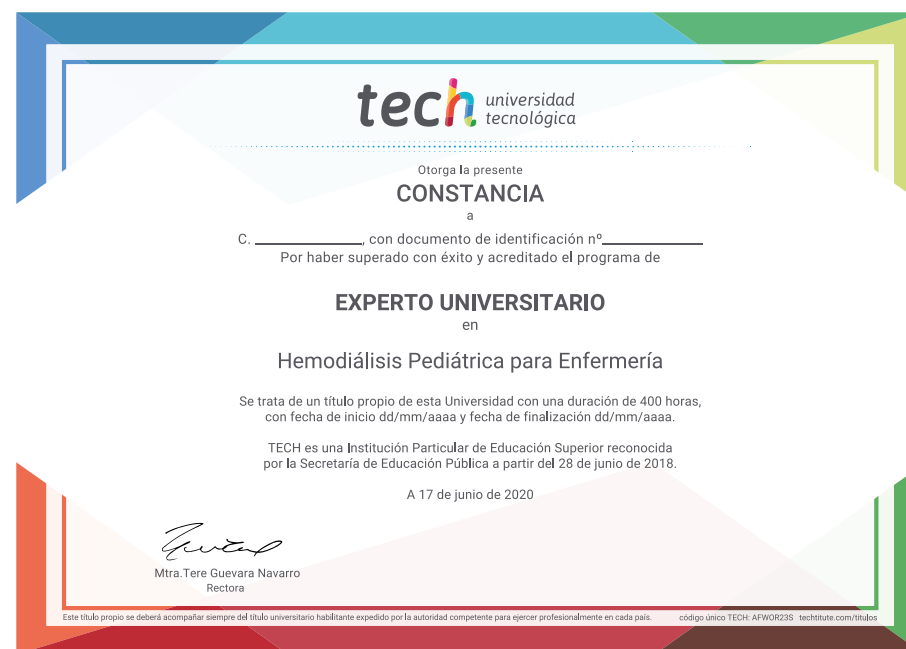 tech universidad
tecnológica
Otorga la presente
CONSTANCIA
a
C. ______________, con documento de identificación nº_____________
Por haber superado con éxito y acreditado el programa de
EXPERTO UNIVERSITARIO
en
Hemodiálisis Pediátrica para Enfermería
Se trata de un título propio de esta Universidad con una duración de 400 horas,
con fecha de inicio dd/mm/aaaa y fecha de finalización dd/mm/aaaa.
TECH es una Institución Particular de Educación Superior reconocida
por la Secretaría de Educación Pública a partir del 28 de junio de 2018.
A 17 de junio de 2020
Mtra.Tere Guevara Navarro
Rectora
Este título propio se deberá acompañar siempre del título universitario habilitante expedido por la autoridad competente para ejercer profesionalmente en cada país. código único TECH: AFWOR23S techtitute.com/titulos